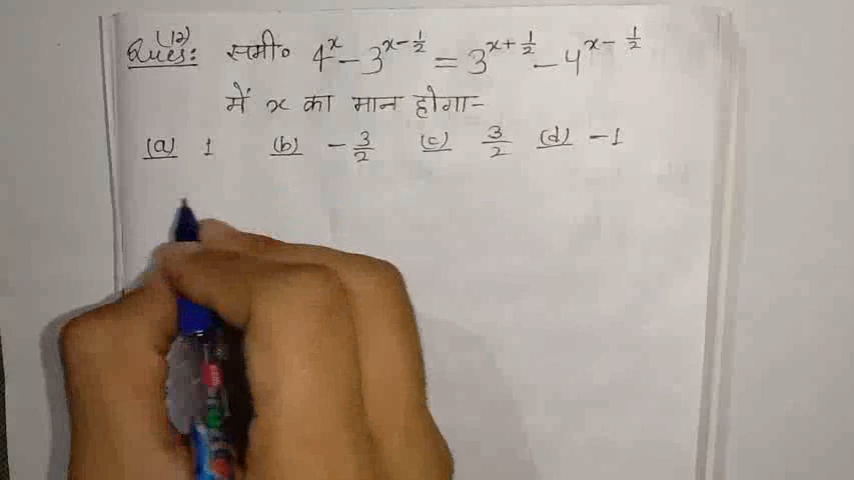 (12)
Ques: समी० 4^x - 3^{x - 1/2} = 3^{x + 1/2} - 4^{x - 1/2}
में x का मान होगा-
(a) 1 (b) - 3/2 (c) 3/2 (d) - 1